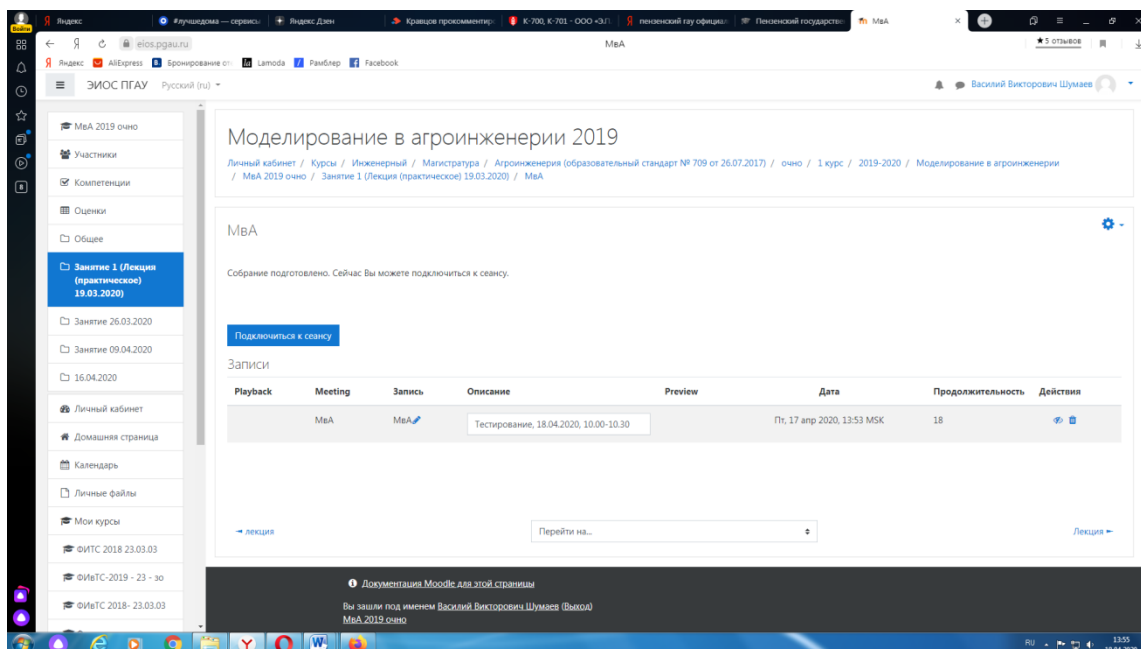 Войти
Яндекс
#лучшедома — сервисы
Яндекс Дзен
Кравцов прокомментир
К-700, К-701 - ООО «З.Г
пензенский гау официал
Пензенский государстве
МвА
eios.pgau.ru
МвА
★ 5 отзывов
Яндекс
AliExpress
Бронирование оте
Lamoda
Рамблер
Facebook
ЭИОС ПГАУ
Русский (ru)
Василий Викторович Шумаев
МвА 2019 очно
Участники
Компетенции
Оценки
Общее
Занятие 1 (Лекция
(практическое)
19.03.2020)
Занятие 26.03.2020
Занятие 09.04.2020
16.04.2020
Личный кабинет
Домашняя страница
Календарь
Личные файлы
Мои курсы
ФИТС 2018 23.03.03
ФИвТС-2019 - 23 - зо
ФИвТС 2018- 23.03.03
Моделирование в агроинженерии 2019
Личный кабинет / Курсы / Инженерный / Магистратура / Агроинженерия (образовательный стандарт № 709 от 26.07.2017) / очно / 1 курс / 2019-2020 / Моделирование в агроинженерии
/ МвА 2019 очно / Занятие 1 (Лекция (практическое) 19.03.2020) / МвА
МвА
Собрание подготовлено. Сейчас Вы можете подключиться к сеансу.
Подключиться к сеансу
Записи
Playback Meeting Запись Описание Preview Дата Продолжительность Действия
МвА МвА Тестирование, 18.04.2020, 10.00-10.30 Пт, 17 апр 2020, 13:53 MSK 18
◄ лекция
Перейти на...
Лекция ►
Документация Moodle для этой страницы
Вы зашли под именем Василий Викторович Шумаев (Выход)
МвА 2019 очно
RU
13:55